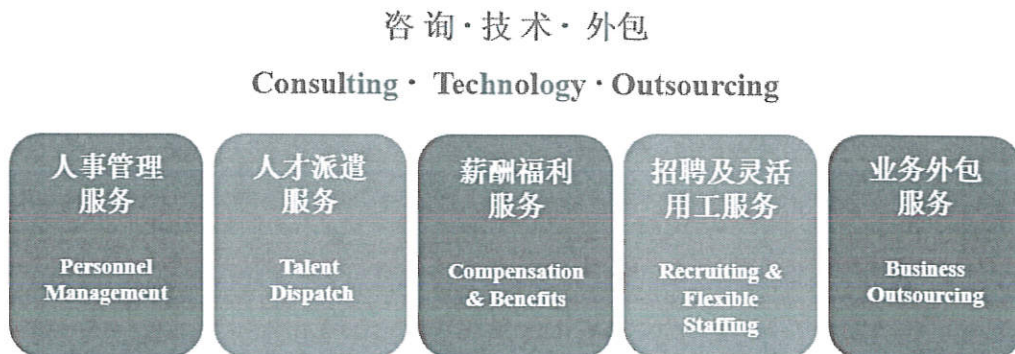 咨询·技术·外包
Consulting · Technology · Outsourcing
人事管理
服务
Personnel
Management
人才派遣
服务
Talent
Dispatch
薪酬福利
服务
Compensation
& Benefits
招聘及灵活
用工服务
Recruiting &
Flexible
Staffing
业务外包
服务
Business
Outsourcing